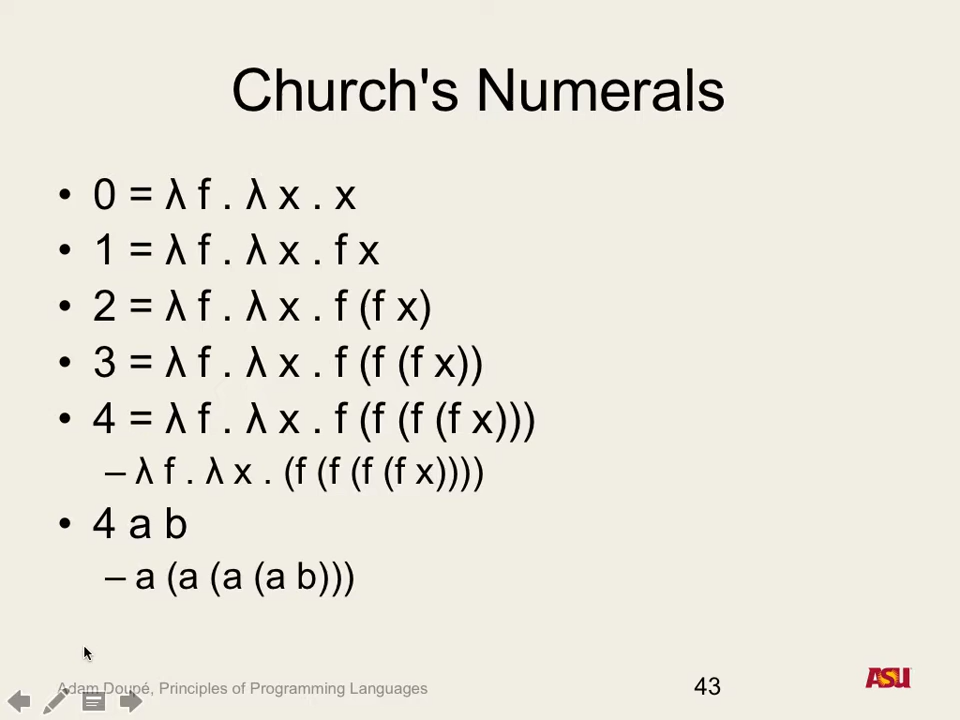 Church's Numerals
• 0 = λ f . λ x . x
• 1 = λ f . λ x . f x
• 2 = λ f . λ x . f (f x)
• 3 = λ f . λ x . f (f (f x))
• 4 = λ f . λ x . f (f (f (f x)))
– λ f . λ x . (f (f (f (f x))))
• 4 a b
– a (a (a (a b)))
Adam Doupé, Principles of Programming Languages
43
ASU